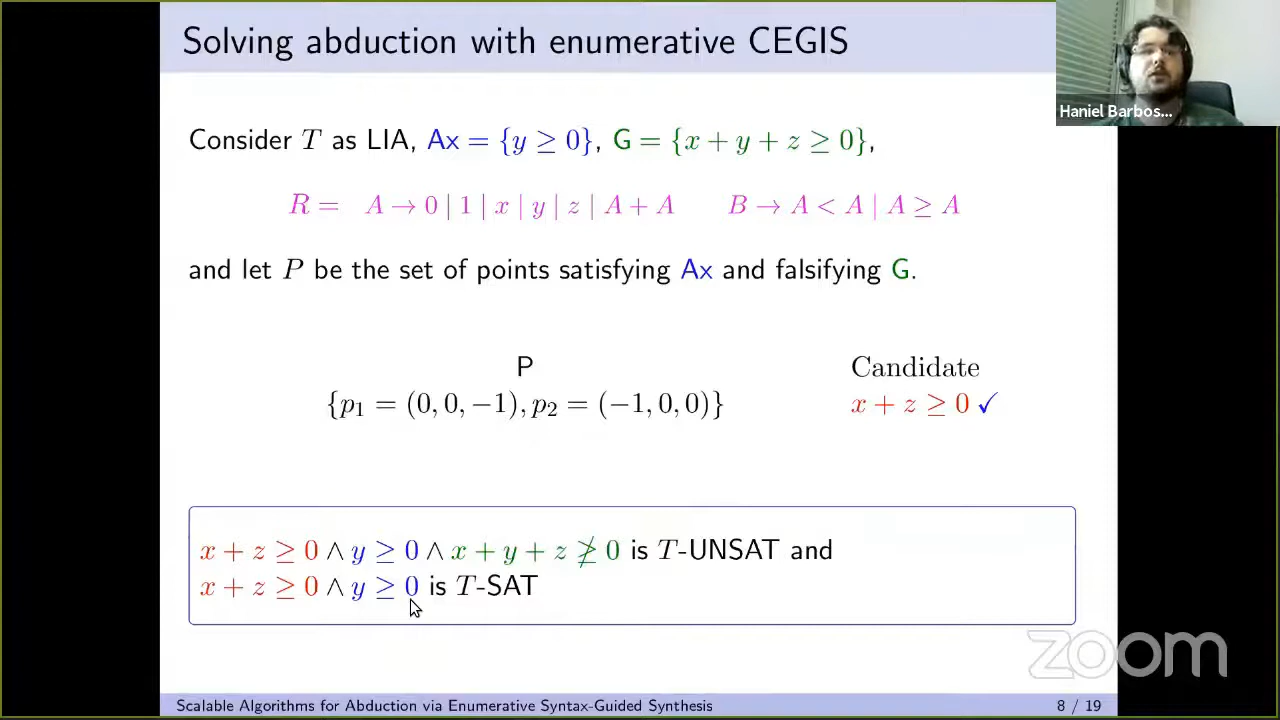 Solving abduction with enumerative CEGIS
Haniel Barbos...
Consider T as LIA, Ax = {y ≥ 0}, G = {x + y + z ≥ 0},
R = A → 0 | 1 | x | y | z | A + A B → A < A | A ≥ A
and let P be the set of points satisfying Ax and falsifying G.
P Candidate
{p₁ = (0, 0, −1), p₂ = (−1, 0, 0)} x + z ≥ 0 ✓
x + z ≥ 0 ∧ y ≥ 0 ∧ x + y + z ≱ 0 is T-UNSAT and
x + z ≥ 0 ∧ y ≥ 0 is T-SAT
zoom
Scalable Algorithms for Abduction via Enumerative Syntax-Guided Synthesis 8 / 19